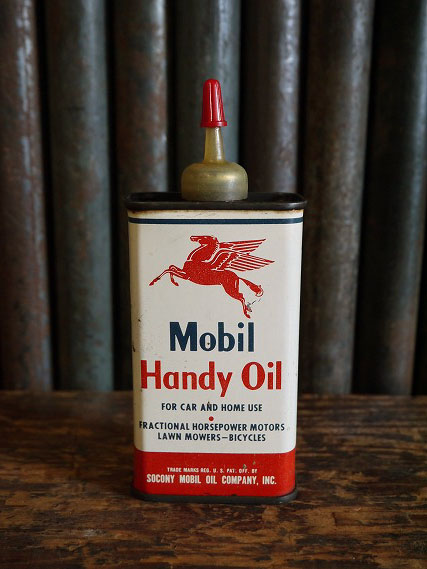 Mobil
Handy Oil
FOR CAR AND HOME USE
FRACTIONAL HORSEPOWER MOTORS
LAWN MOWERS—BICYCLES
TRADE MARKS REG. U. S. PAT. OFF. BY
SOCONY MOBIL OIL COMPANY, INC.